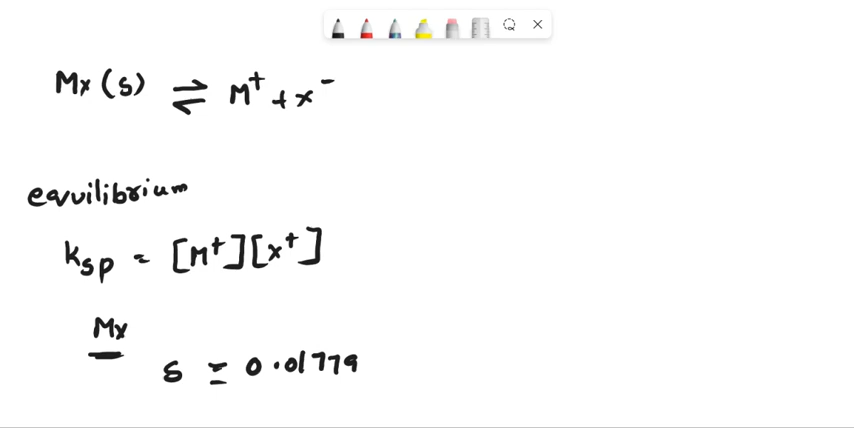 Mx (s) ⇌ M⁺ + x⁻
equilibrium
ksp = [M⁺][x⁺]
Mx
s = 0.01779